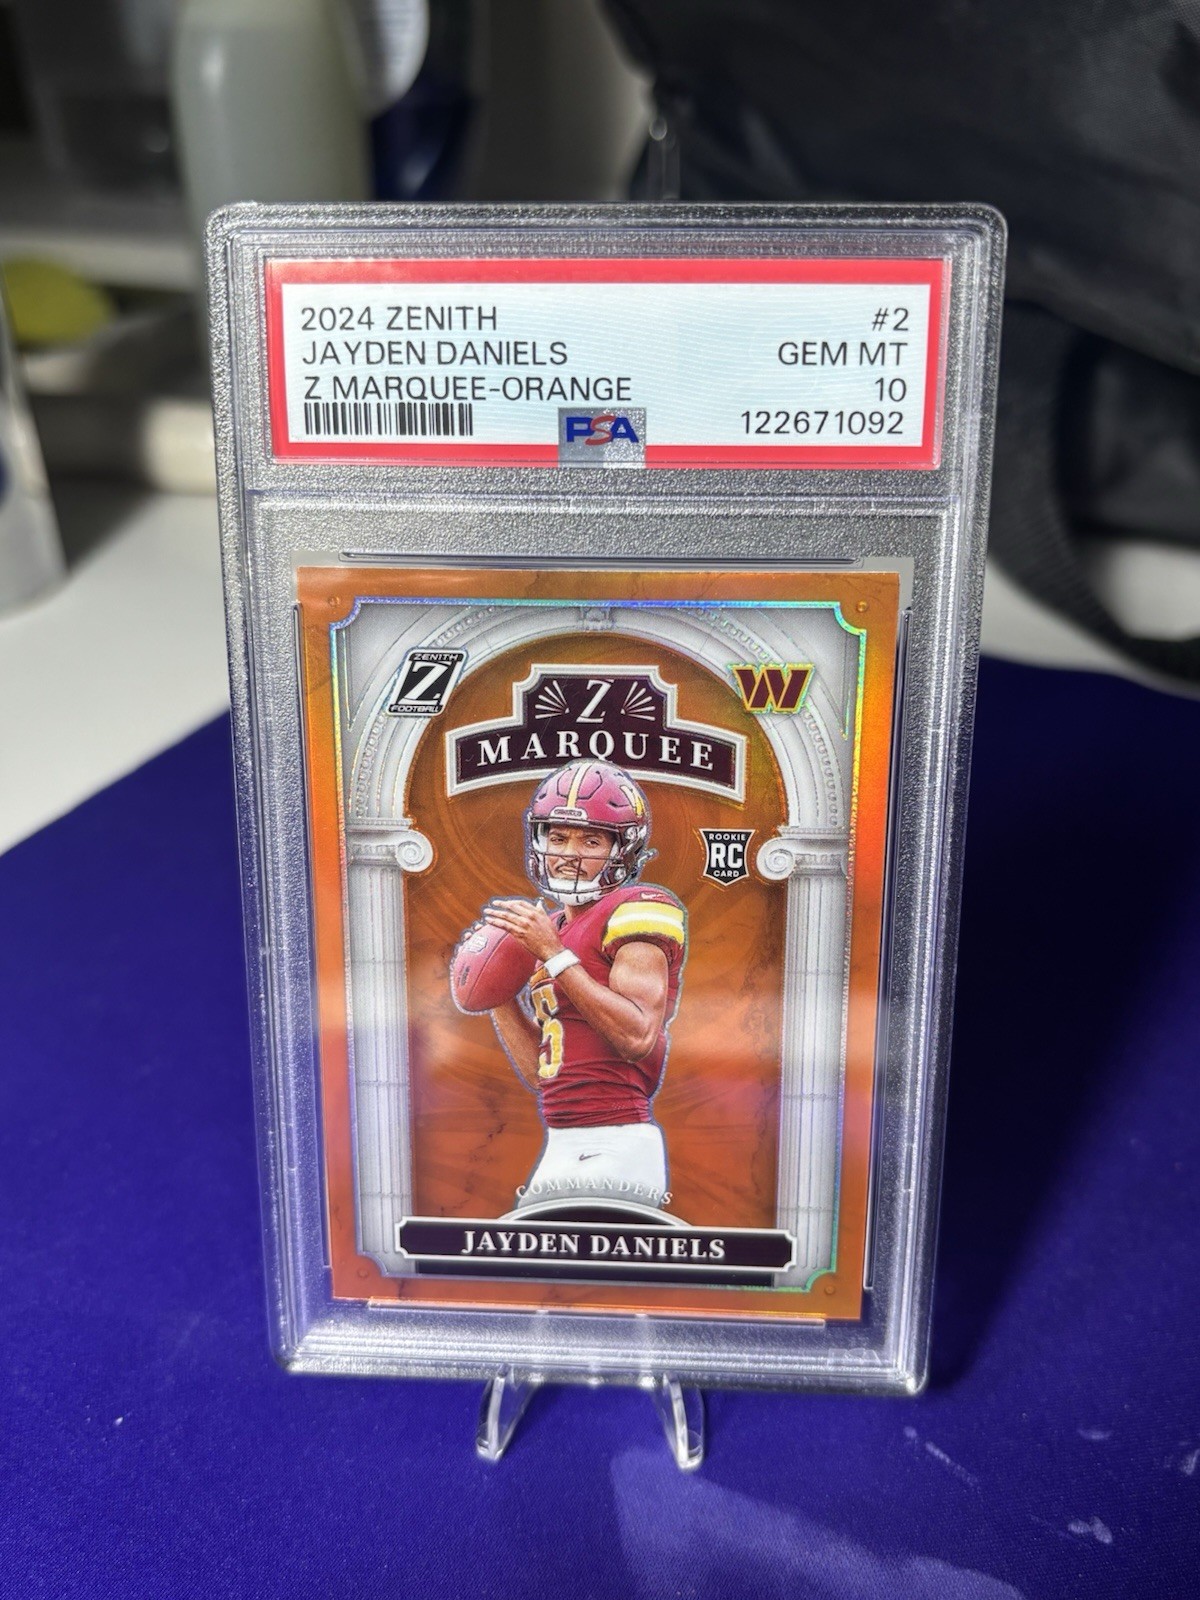 2024 ZENITH #2
JAYDEN DANIELS GEM MT
Z MARQUEE-ORANGE 10
PSA 122671092
ZENITH
Z
FOOTBALL
W
Z
MARQUEE
ROOKIE
RC
CARD
5
COMMANDERS
JAYDEN DANIELS